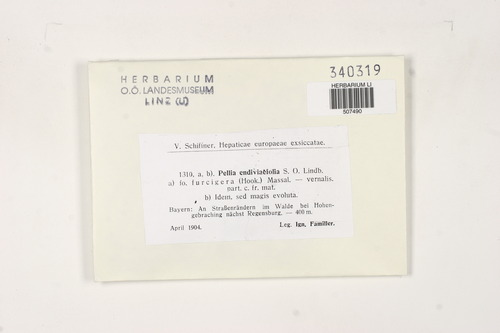 HERBARIUM
O.Ö. LANDESMUSEUM
LINZ (LI)
340319
HERBARIUM LI
507490
V. Schiffner, Hepaticae europaeae exsiccatae.
1310, a, b). Pellia endiviaefolia S. O. Lindb.
a) fo. furcigera (Hook.) Massal. — vernalis.
part. c. fr. mat.
b) Idem, sed magis evoluta.
Bayern: An Straßenrändern im Walde bei Hohen-
gebraching nächst Regensburg. — 400 m.
April 1904.
Leg. Ign. Familler.